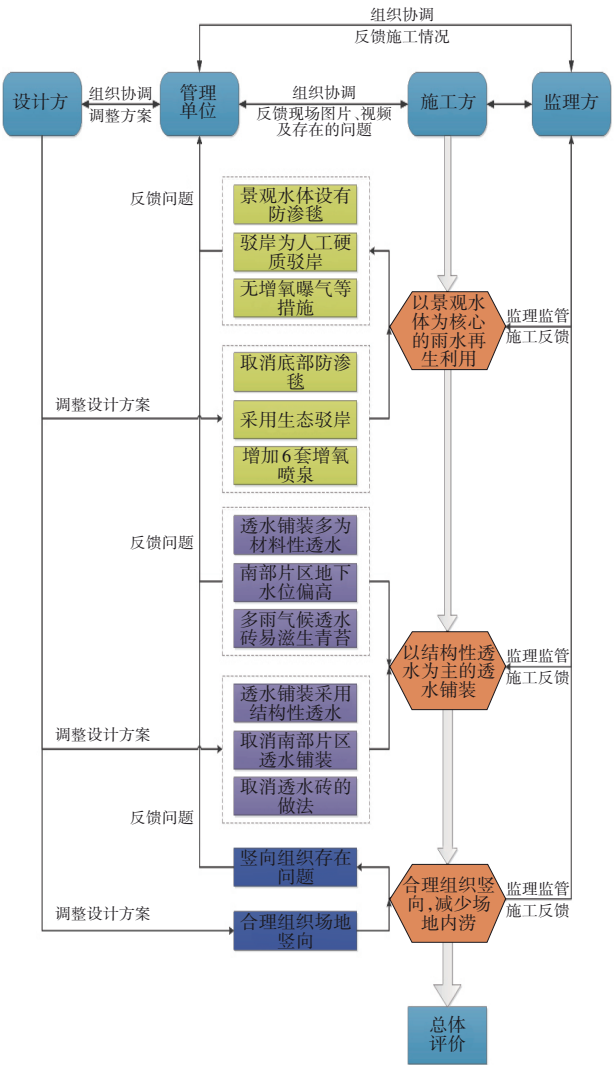 组织协调
反馈施工情况
设计方
组织协调
调整方案
管理
单位
组织协调
反馈现场图片、视频
及存在的问题
施工方
监理方
反馈问题
景观水体设有
防渗毯
驳岸为人工硬
质驳岸
无增氧曝气等
措施
以景观水
体为核心
的雨水再
生利用
监理监管
施工反馈
取消底部防渗
毯
调整设计方案
采用生态驳岸
增加6套增氧
喷泉
反馈问题
透水铺装多为
材料性透水
南部片区地下
水位偏高
多雨气候透水
砖易滋生青苔
以结构性透
水为主的透
水铺装
监理监管
施工反馈
透水铺装采用
结构性透水
调整设计方案
取消南部片区
透水铺装
取消透水砖的
做法
反馈问题
竖向组织存在
问题
合理组织竖
向,减少场
地内涝
监理监管
施工反馈
调整设计方案
合理组织场地
竖向
总体
评价